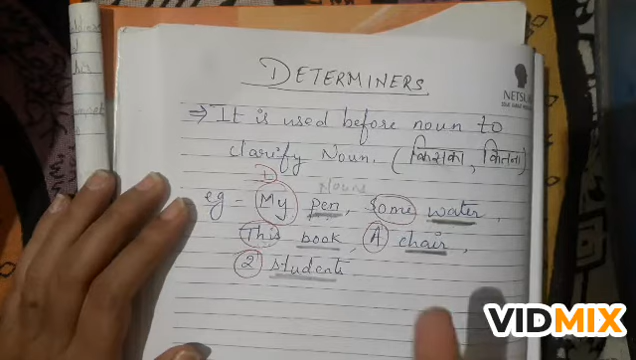 DETERMINERS
NETSU
⇒ It is used before noun to
clarify Noun. (किसका, कितना)
D
Nouns
eg - My pen, Some water,
This book, A chair,
2 students
VIDMIX